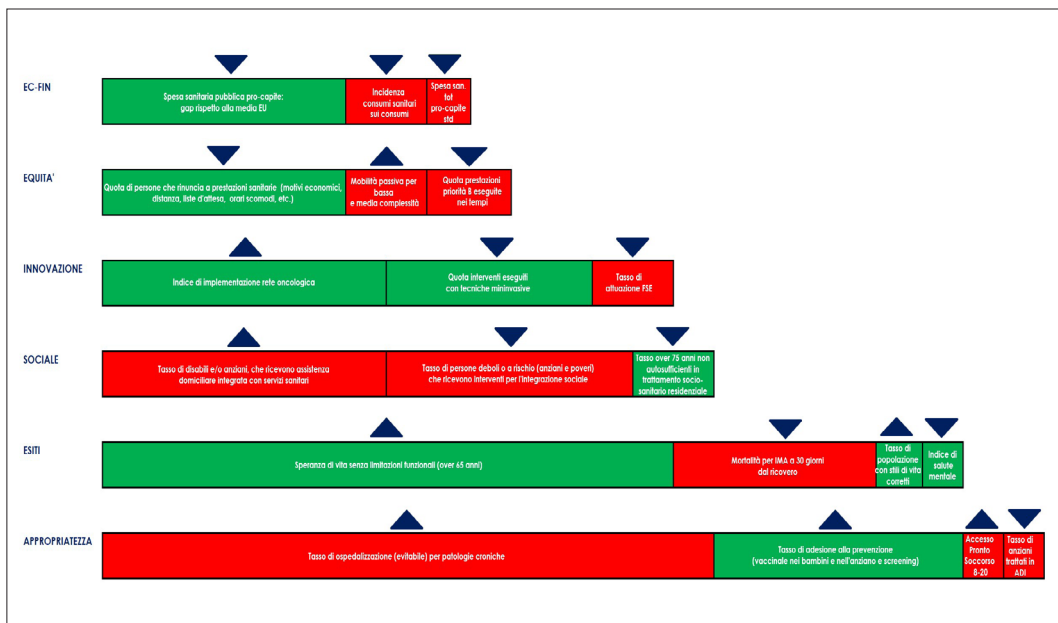 EC-FIN
Spesa sanitaria pubblica pro-capite:
gap rispetto alla media EU
Incidenza
consumi sanitari
sui consumi
Spesa san.
tot
pro-capite
std
EQUITA'
Quota di persone che rinuncia a prestazioni sanitarie (motivi economici,
distanza, liste d'attesa, orari scomodi, etc.)
Mobilità passiva per
bassa
e media complessità
Quota prestazioni
priorità B eseguite
nei tempi
INNOVAZIONE
Indice di implementazione rete oncologica
Quota interventi eseguiti
con tecniche mininvasive
Tasso di
attuazione FSE
SOCIALE
Tasso di disabili e/o anziani, che ricevono assistenza
domiciliare integrata con servizi sanitari
Tasso di persone deboli o a rischio (anziani e poveri)
che ricevono interventi per l'integrazione sociale
Tasso over 75 anni non
autosufficienti in
trattamento socio-
sanitario residenziale
ESITI
Speranza di vita senza limitazioni funzionali (over 65 anni)
Mortalità per IMA a 30 giorni
dal ricovero
Tasso di
popolazione
con stili di vita
corretti
Indice di
salute
mentale
APPROPRIATEZZA
Tasso di ospedalizzazione (evitabile) per patologie croniche
Tasso di adesione alla prevenzione
(vaccinale nei bambini e nell'anziano e screening)
Accesso
Pronto
Soccorso
8-20
Tasso di
anziani
trattati in
ADI